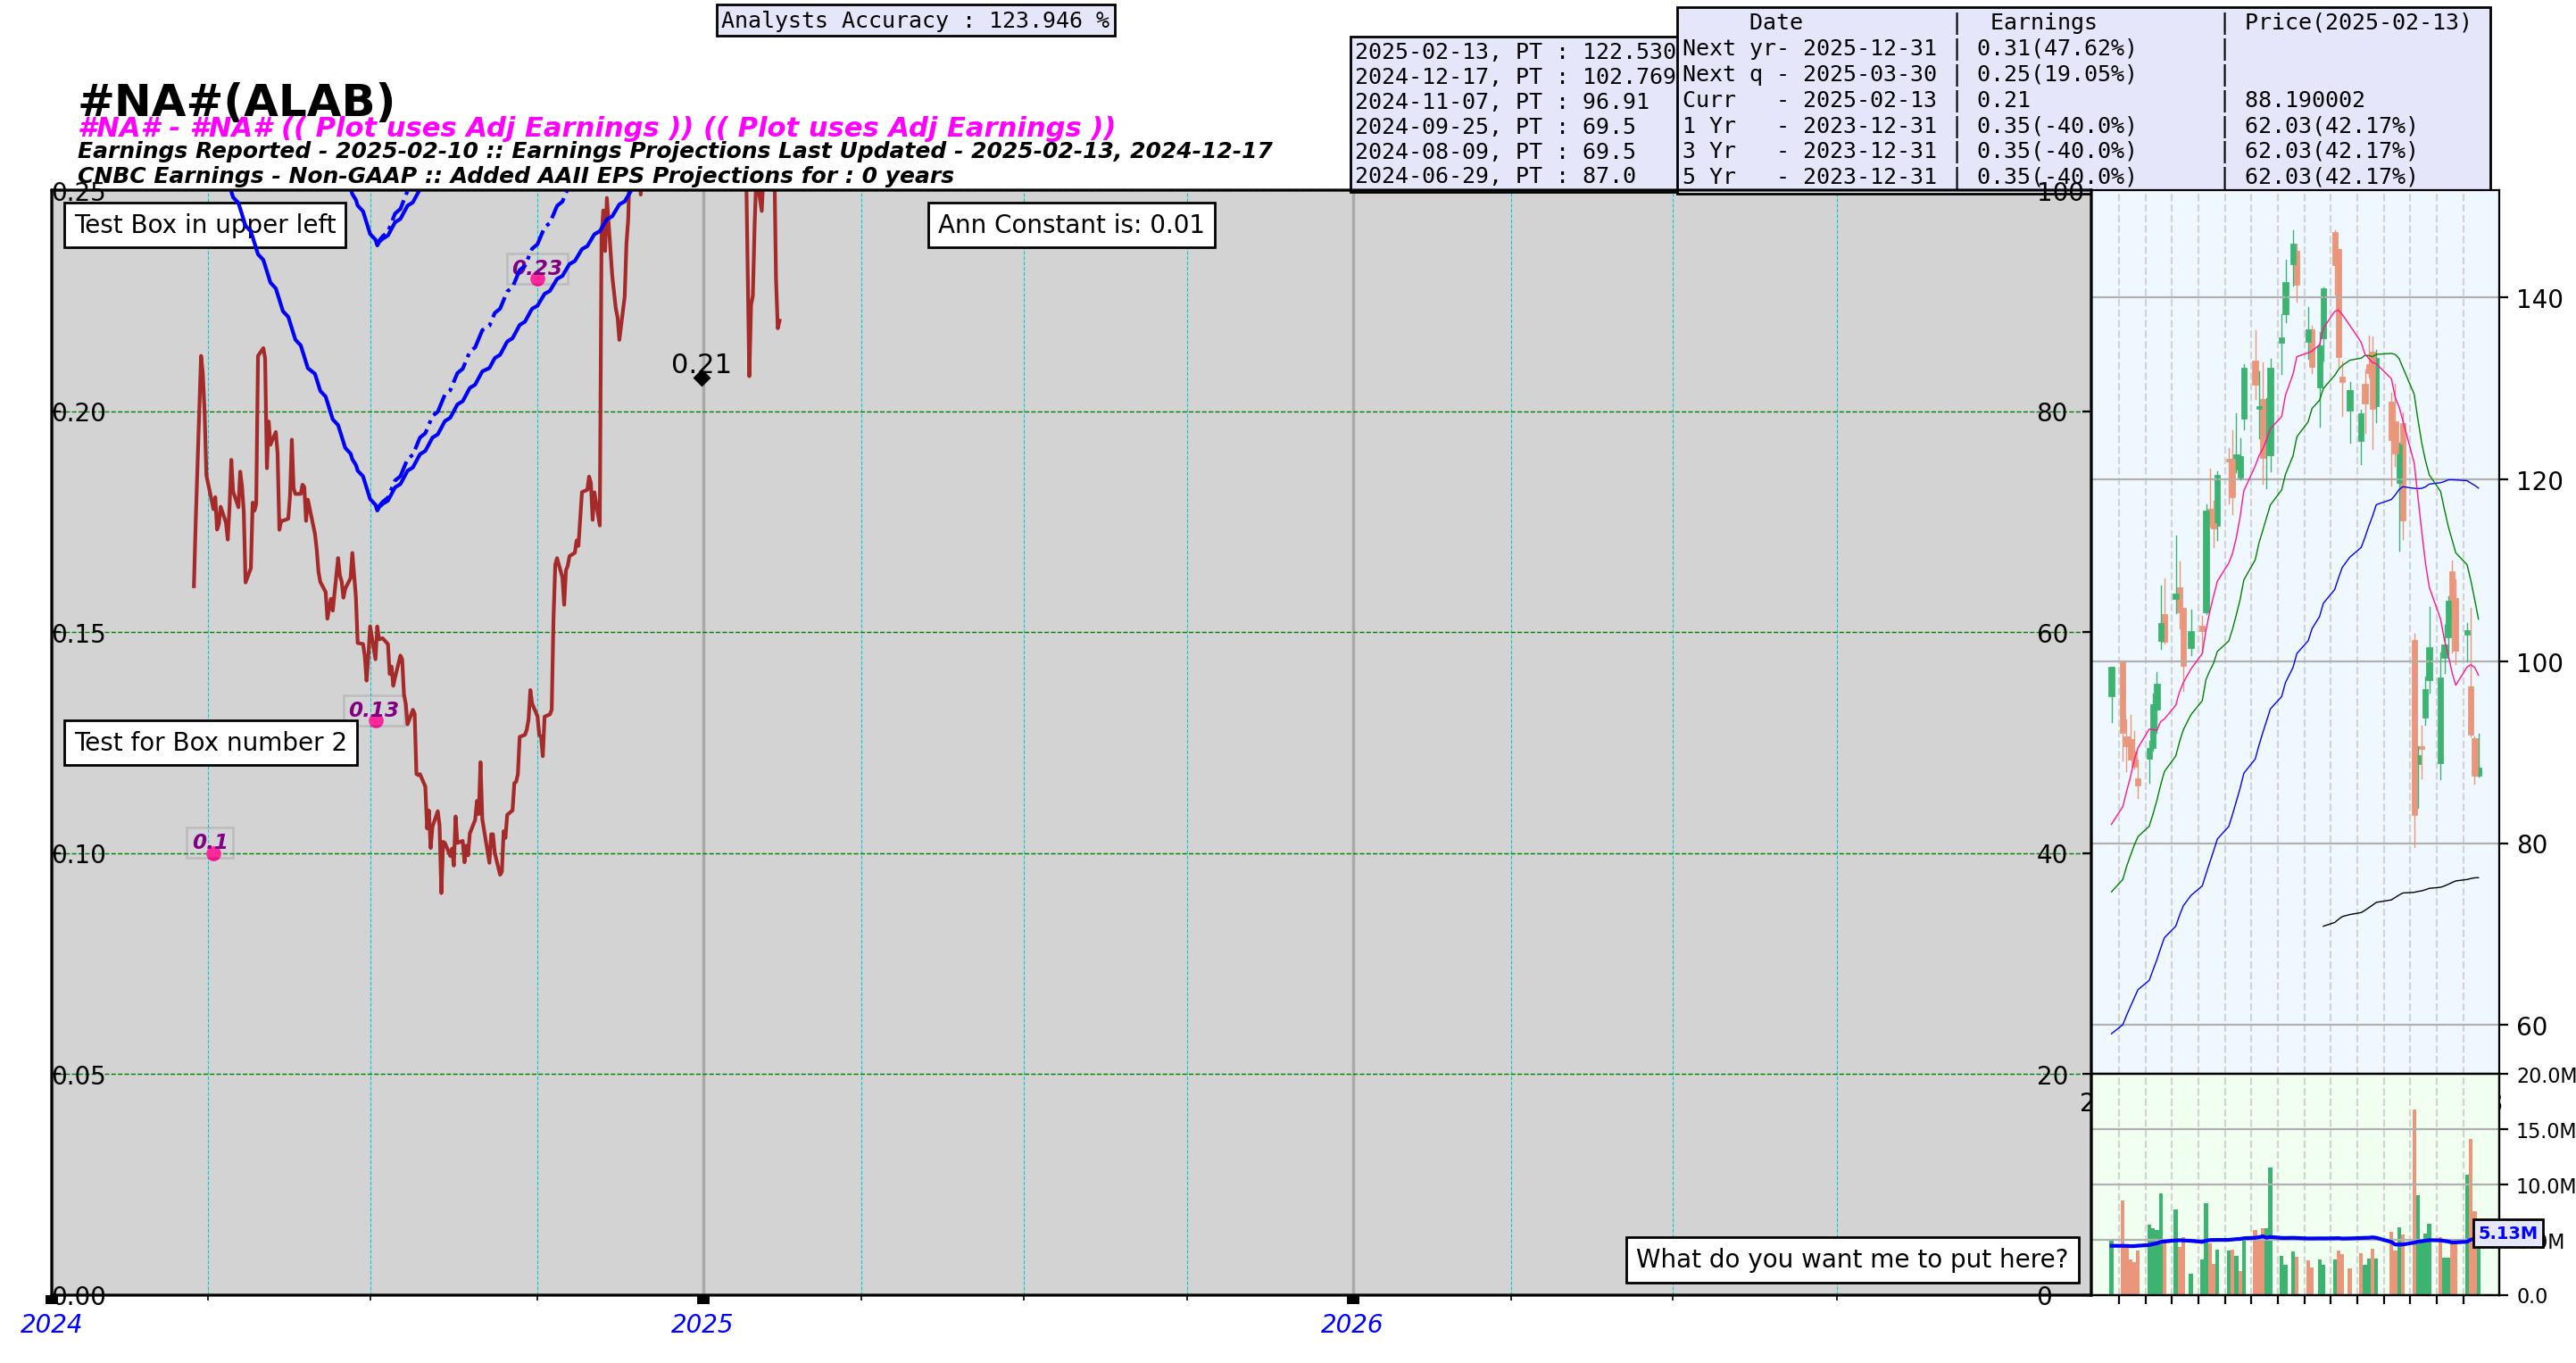 Analysts Accuracy : 123.946 %
#NA#(ALAB)
#NA# - #NA# (( Plot uses Adj Earnings )) (( Plot uses Adj Earnings ))
Earnings Reported - 2025-02-10 :: Earnings Projections Last Updated - 2025-02-13, 2024-12-17
CNBC Earnings - Non-GAAP :: Added AAII EPS Projections for : 0 years
2025-02-13, PT : 122.530
2024-12-17, PT : 102.769
2024-11-07, PT : 96.91
2024-09-25, PT : 69.5
2024-08-09, PT : 69.5
2024-06-29, PT : 87.0
Date | Earnings | Price(2025-02-13)
Next yr- 2025-12-31 | 0.31(47.62%) |
Next q - 2025-03-30 | 0.25(19.05%) |
Curr - 2025-02-13 | 0.21 | 88.190002
1 Yr - 2023-12-31 | 0.35(-40.0%) | 62.03(42.17%)
3 Yr - 2023-12-31 | 0.35(-40.0%) | 62.03(42.17%)
5 Yr - 2023-12-31 | 0.35(-40.0%) | 62.03(42.17%)
Test Box in upper left
Ann Constant is: 0.01
Test for Box number 2
What do you want me to put here?
0.25
0.20
0.15
0.10
0.05
0.00
0.23
0.21
0.13
0.1
100
80
60
40
20
0
140
120
100
80
60
20.0M
15.0M
10.0M
5.13M
0.0
2024
2025
2026